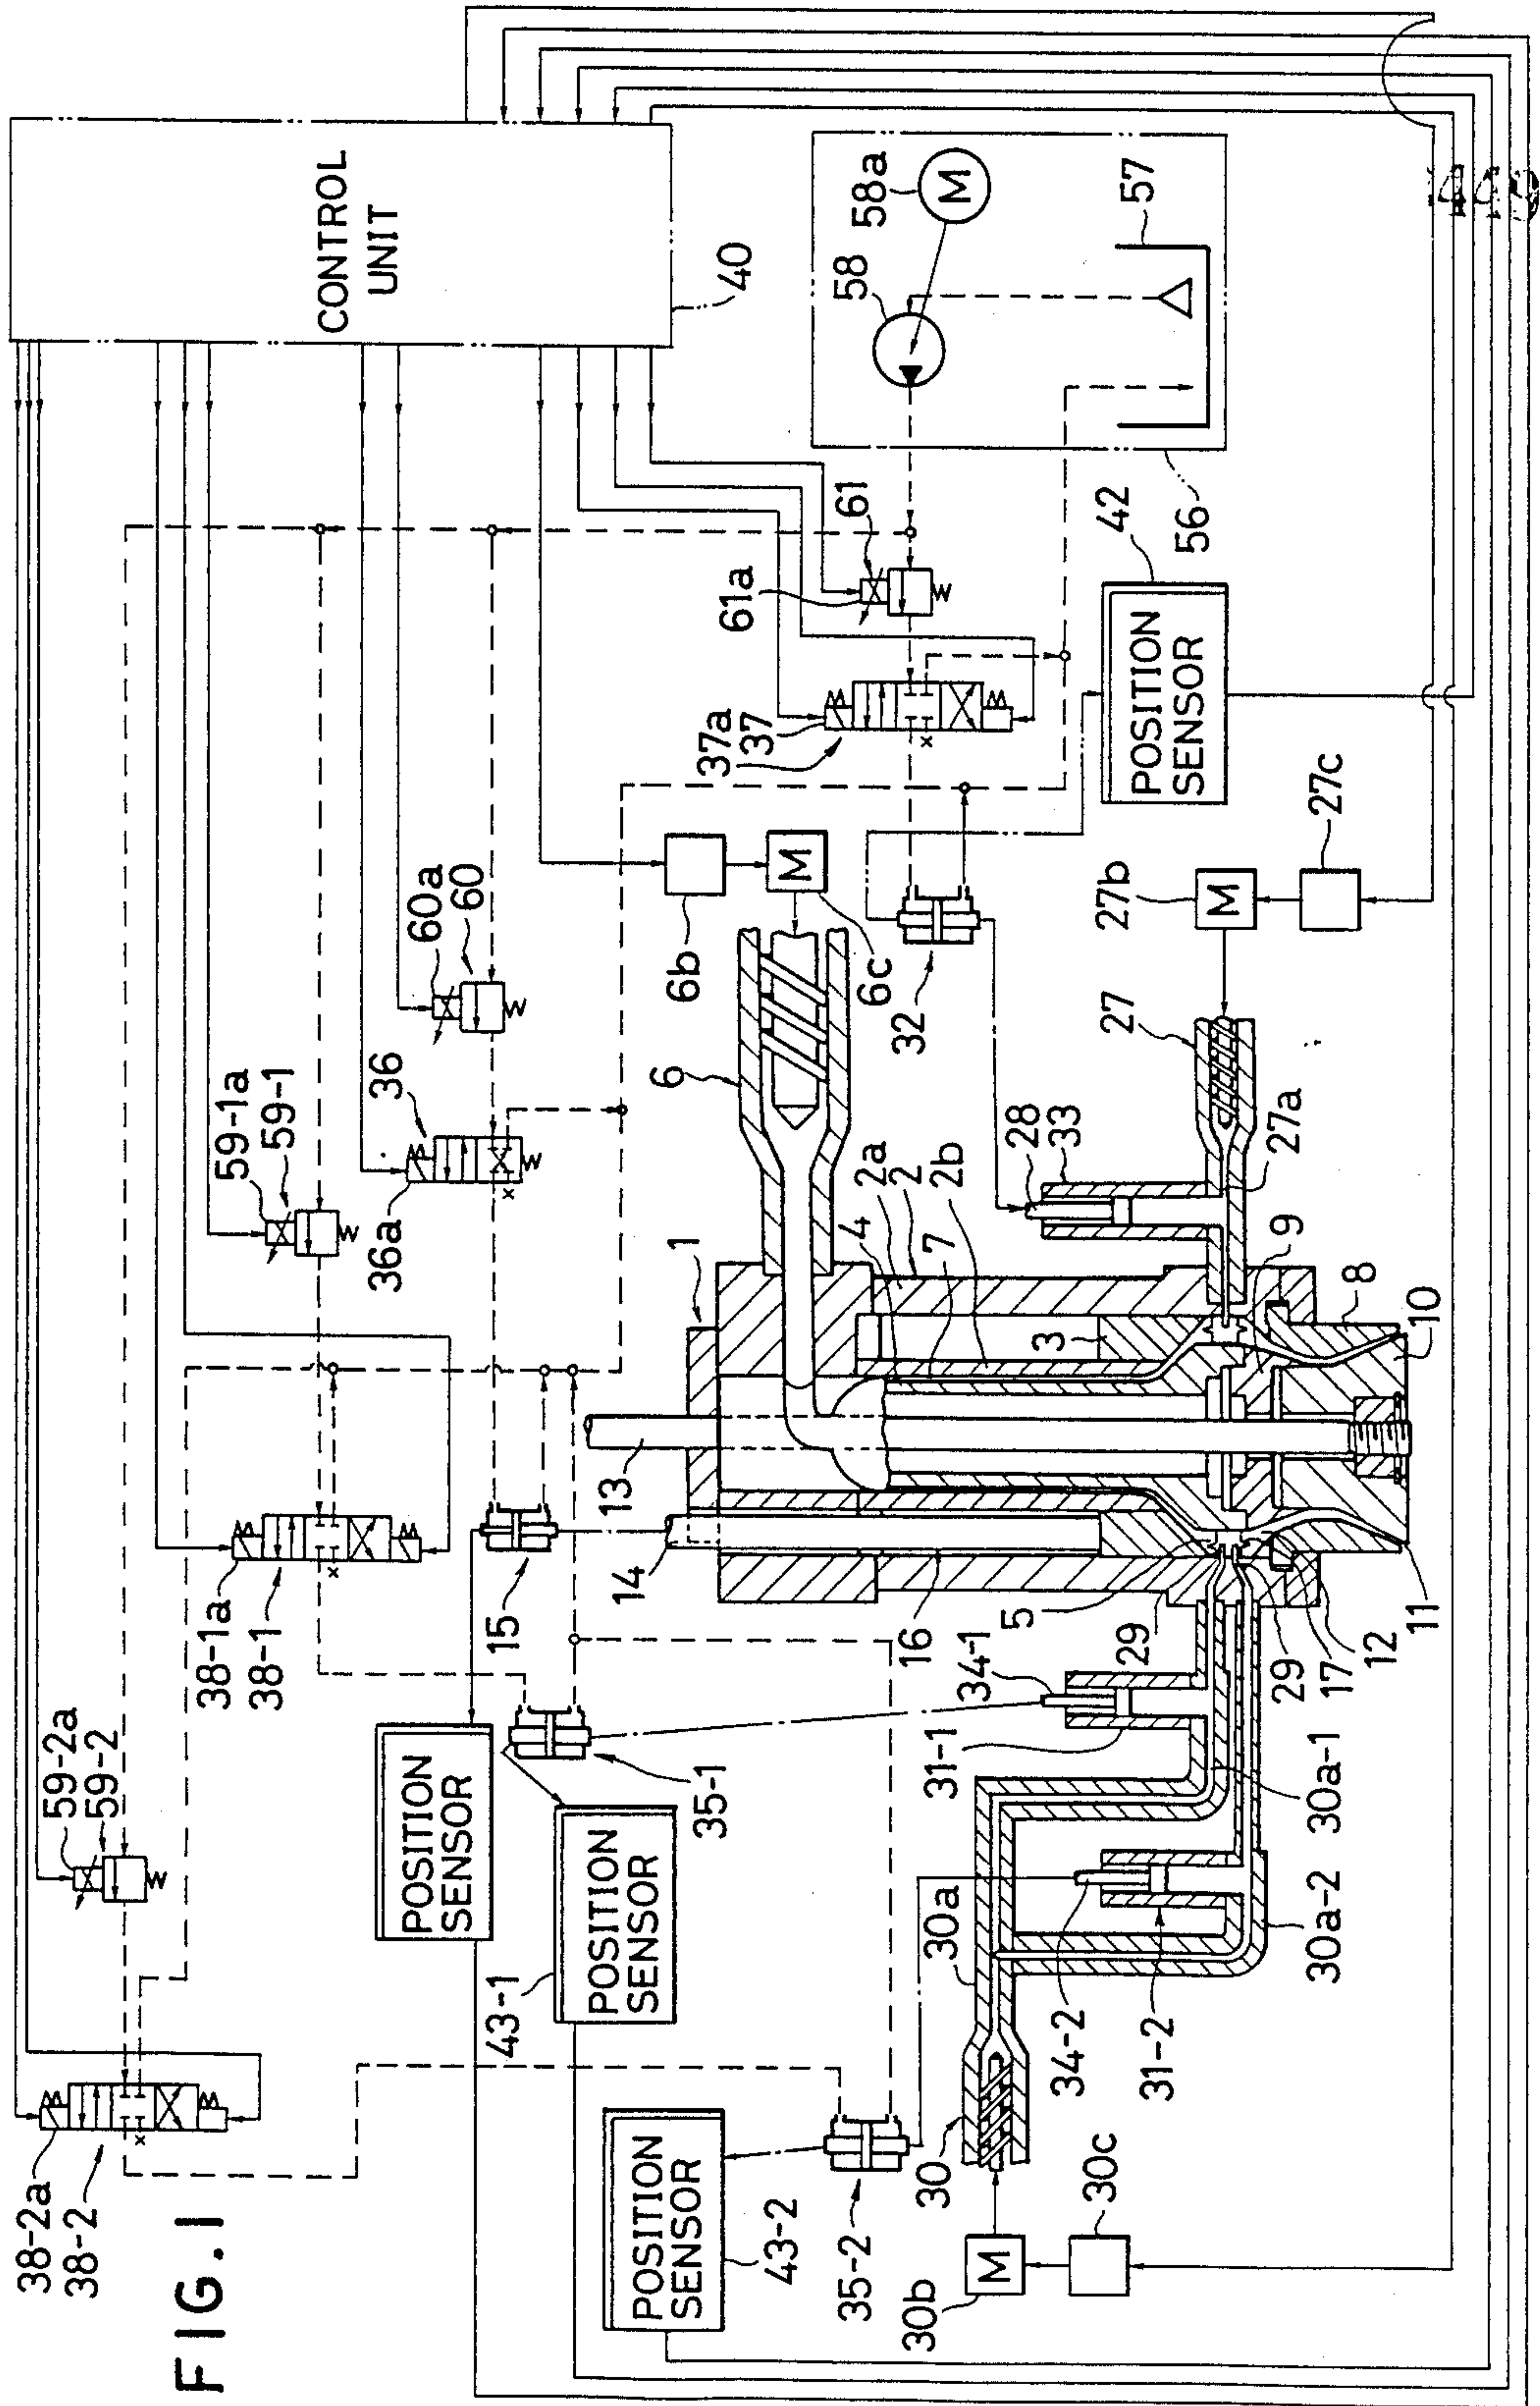 FIG.1
CONTROL
UNIT
40
38-2a
38-2
59-2a
59-2
38-1a
38-1
59-1a
59-1
36a
36
60a
60
POSITION
SENSOR
43-1
POSITION
SENSOR
POSITION
SENSOR
43-2
35-2
35-1
15
14
13
16
1
6
6b
M
6c
32
37a
37
61a
61
58
58a
M
57
56
42
POSITION
SENSOR
27c
27b
M
27
27a
28
33
2a
2
2b
4
7
3
9
8
10
11
12
17
29
29
5
34-1
31-1
30a-1
30a
34-2
31-2
30a-2
30
M
30b
30c